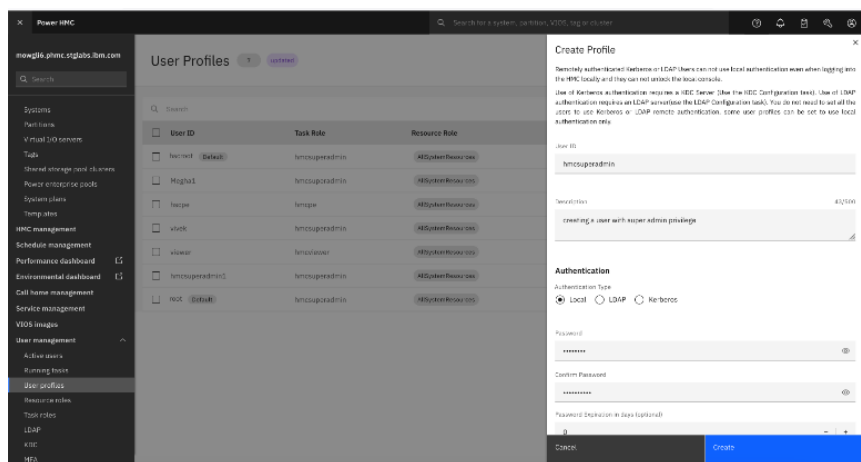 Power HMC
Search for a system, partition, VIOS, tag or cluster
mowgli6.phmc.stglabs.ibm.com
Search
Systems
Partitions
Virtual I/O servers
Tags
Shared storage pool clusters
Power enterprise pools
System plans
Templates
HMC management
Schedule management
Performance dashboard
Environmental dashboard
Call home management
Service management
VIOS images
User management
Active users
Running tasks
User profiles
Resource roles
Task roles
LDAP
KDC
MFA
User Profiles
updated
Search
User ID Task Role Resource Role
hscroot Default hmcsuperadmin AllSystemResources
Megha1 hmcsuperadmin AllSystemResources
hscpe hmcpe AllSystemResources
vivek hmcsuperadmin AllSystemResources
viewer hmcviewer AllSystemResources
hmcsuperadmin1 hmcsuperadmin AllSystemResources
root Default hmcsuperadmin AllSystemResources
Create Profile
Remotely authenticated Kerberos or LDAP Users can not use local authentication even when logging into
the HMC locally and they can not unlock the local console.
Use of Kerberos authentication requires a KDC Server (Use the KDC Configuration task). Use of LDAP
authentication requires an LDAP server(use the LDAP Configuration task). You do not need to set all the
users to use Kerberos or LDAP remote authentication, some user profiles can be set to use local
authentication only.
User ID
hmcsuperadmin
Description 43/500
creating a user with super admin privilege
Authentication
Authentication Type
Local LDAP Kerberos
Password
••••••••
Confirm Password
••••••••••
Password Expiration in days (optional)
0
Cancel Create